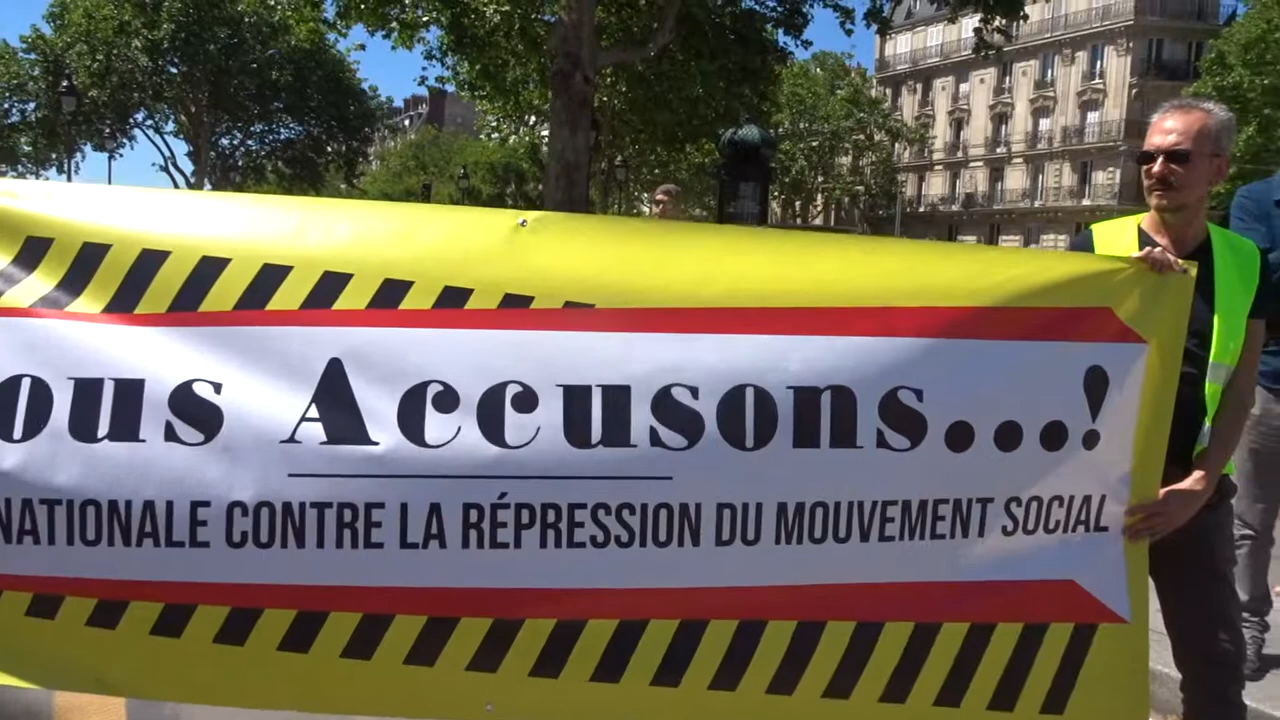 ous Accusons...!
NATIONALE CONTRE LA RÉPRESSION DU MOUVEMENT SOCIAL